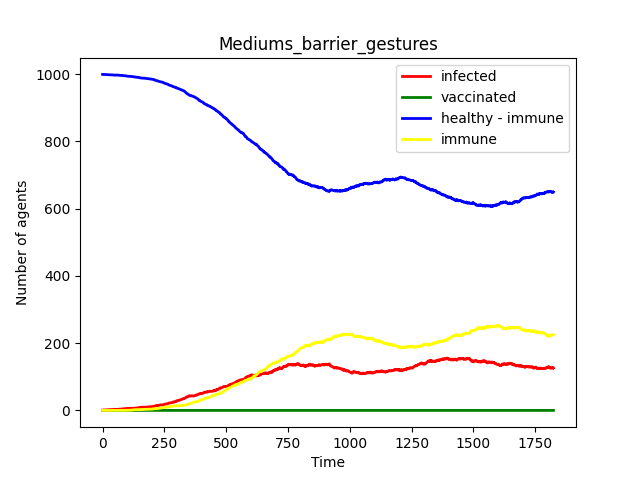 Mediums_barrier_gestures
infected
vaccinated
healthy - immune
immune
Number of agents
1000
800
600
400
200
0
0 250 500 750 1000 1250 1500 1750
Time